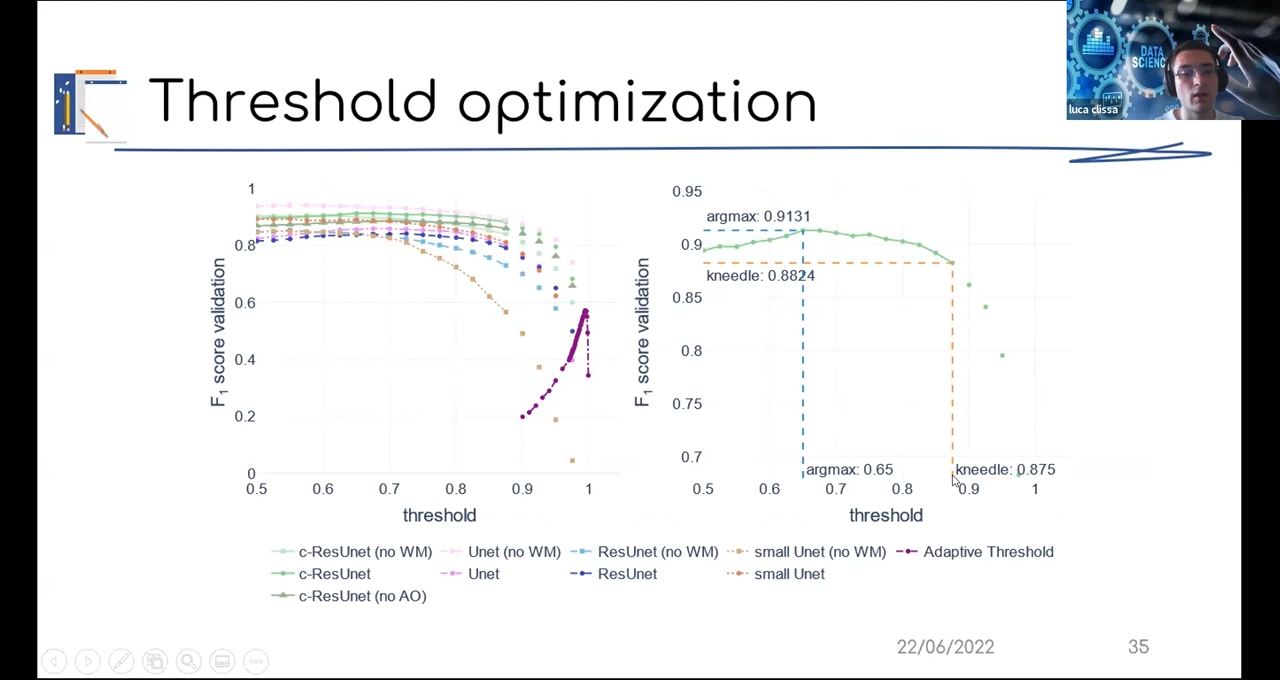 DATA
SCIENC
luca clissa
Threshold optimization
1
0.8
0.6
0.4
0.2
0
F1 score validation
0.5 0.6 0.7 0.8 0.9 1
threshold
0.95
0.9
0.85
0.8
0.75
0.7
F1 score validation
argmax: 0.9131
kneedle: 0.8824
argmax: 0.65
kneedle: 0.875
0.5 0.6 0.7 0.8 0.9 1
threshold
c-ResUnet (no WM) Unet (no WM) ResUnet (no WM) small Unet (no WM) Adaptive Threshold
c-ResUnet Unet ResUnet small Unet
c-ResUnet (no AO)
22/06/2022 35